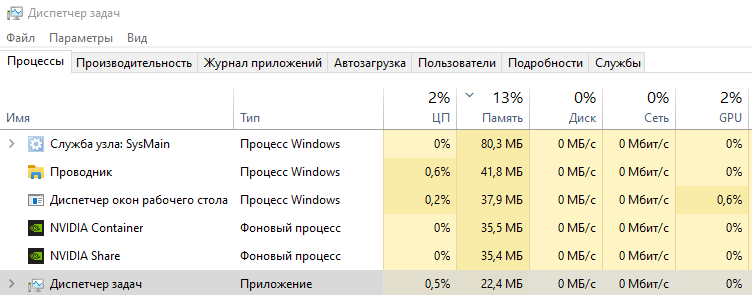 Диспетчер задач
Файл Параметры Вид
Процессы Производительность Журнал приложений Автозагрузка Пользователи Подробности Службы
2% 13% 0% 0% 2%
Имя Тип ЦП Память Диск Сеть GPU
Служба узла: SysMain Процесс Windows 0% 80,3 МБ 0 МБ/с 0 Мбит/с 0%
Проводник Процесс Windows 0,6% 41,8 МБ 0 МБ/с 0 Мбит/с 0%
Диспетчер окон рабочего стола Процесс Windows 0,2% 37,9 МБ 0 МБ/с 0 Мбит/с 0,6%
NVIDIA Container Фоновый процесс 0% 35,5 МБ 0 МБ/с 0 Мбит/с 0%
NVIDIA Share Фоновый процесс 0% 35,4 МБ 0 МБ/с 0 Мбит/с 0%
Диспетчер задач Приложение 0,5% 22,4 МБ 0 МБ/с 0 Мбит/с 0%